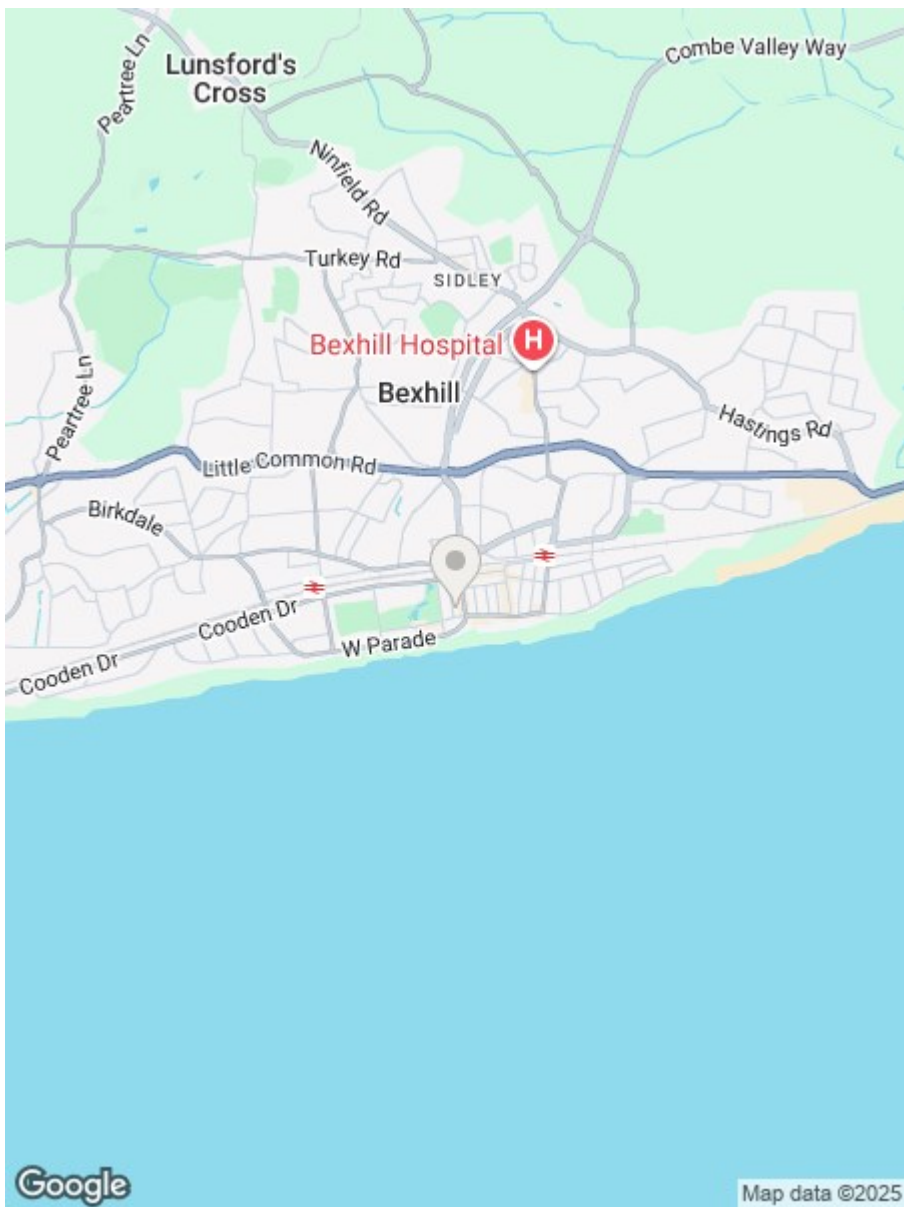 Combe Valley Way
Peartree Ln
Lunsford's
Cross
Ninfield Rd
Turkey Rd
SIDLEY
Bexhill Hospital
H
Bexhill
Peartree Ln
Hastings Rd
Little Common Rd
Birkdale
Cooden Dr
W Parade
Cooden Dr
Google
Map data ©2025